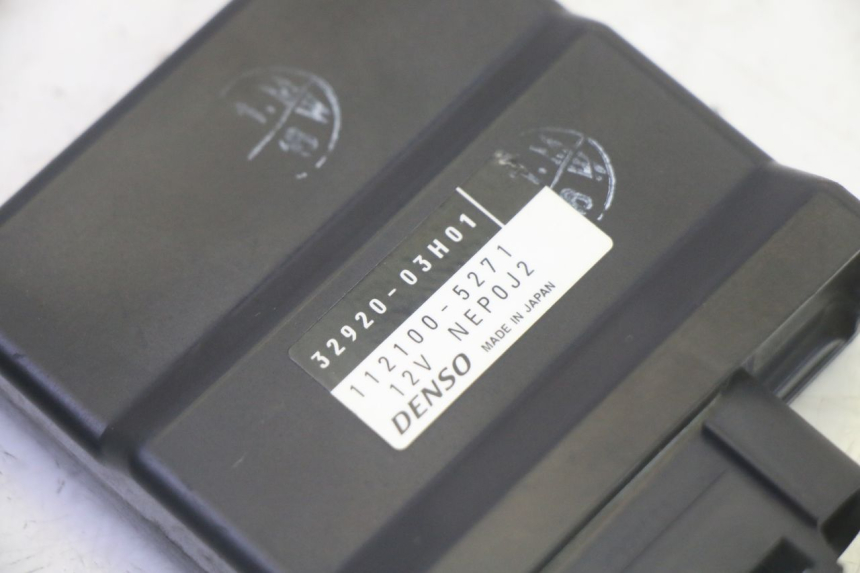 32920-03H01
112100-5271
12V NEP0J2
DENSO MADE IN JAPAN